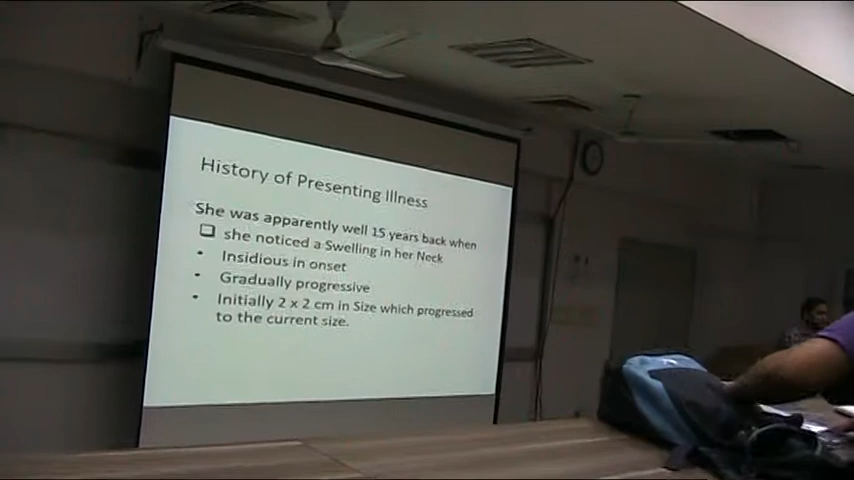 History of Presenting Illness
She was apparently well 15 years back when
❑ she noticed a Swelling in her Neck
• Insidious in onset
• Gradually progressive
• Initially 2 x 2 cm in Size which progressed
to the current size.